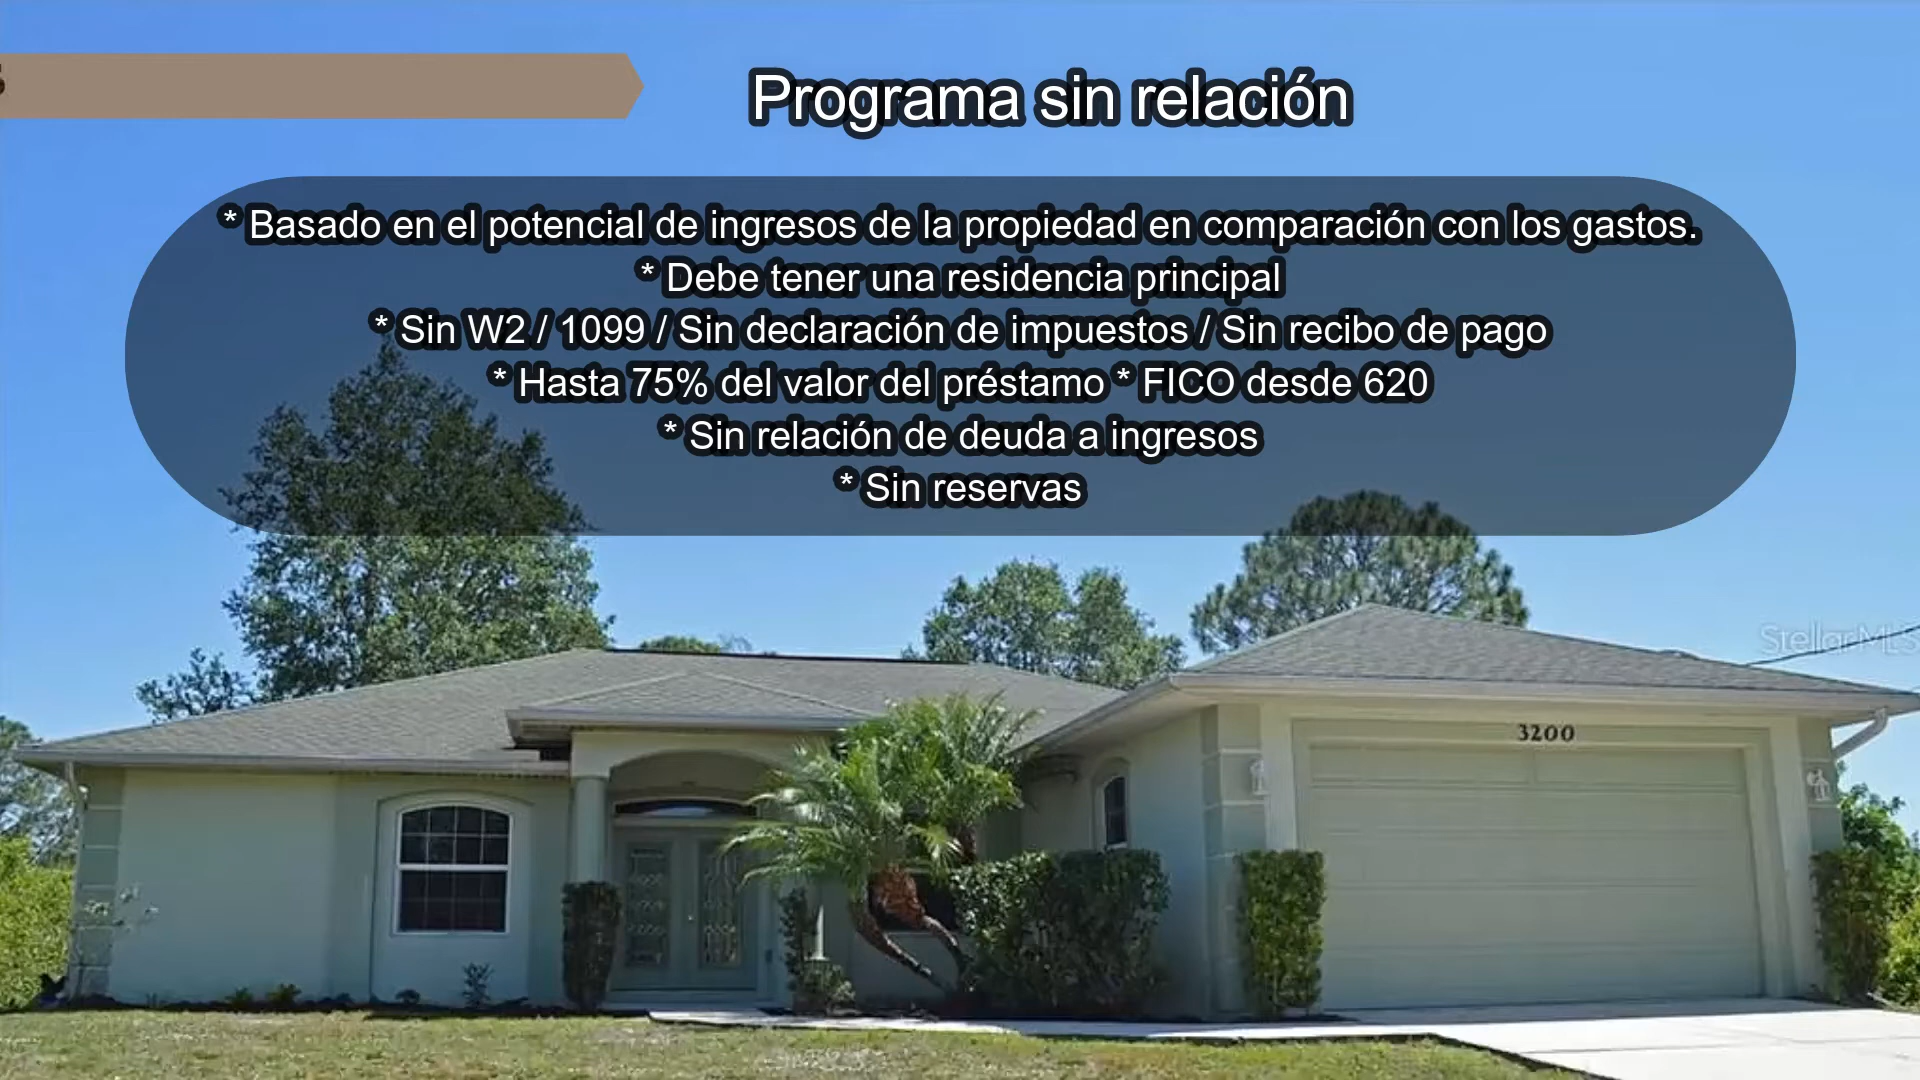 Programa sin relación
* Basado en el potencial de ingresos de la propiedad en comparación con los gastos.
* Debe tener una residencia principal
* Sin W2 / 1099 / Sin declaración de impuestos / Sin recibo de pago
* Hasta 75% del valor del préstamo * FICO desde 620
* Sin relación de deuda a ingresos
* Sin reservas
StellarMLS
3200